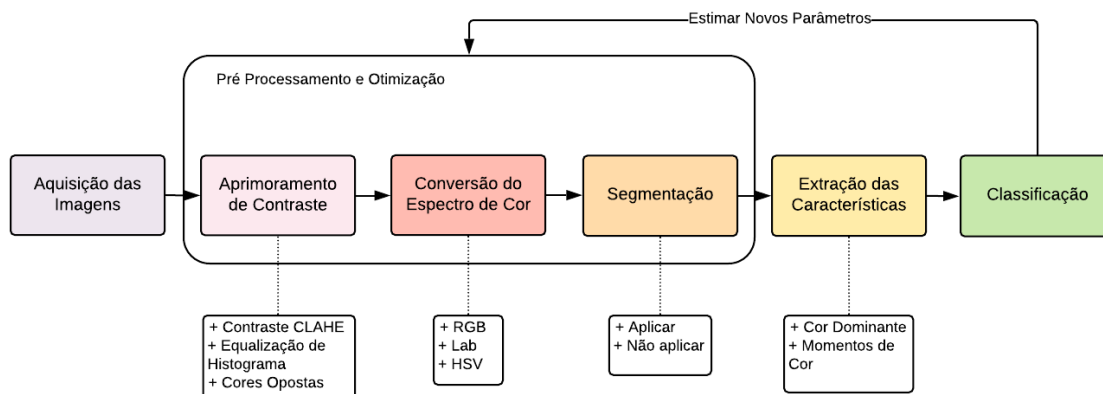 Estimar Novos Parâmetros
Pré Processamento e Otimização
Aquisição das
Imagens
Aprimoramento
de Contraste
Conversão do
Espectro de Cor
Segmentação
Extração das
Características
Classificação
+ Contraste CLAHE
+ Equalização de
Histograma
+ Cores Opostas
+ RGB
+ Lab
+ HSV
+ Aplicar
+ Não aplicar
+ Cor Dominante
+ Momentos de
Cor